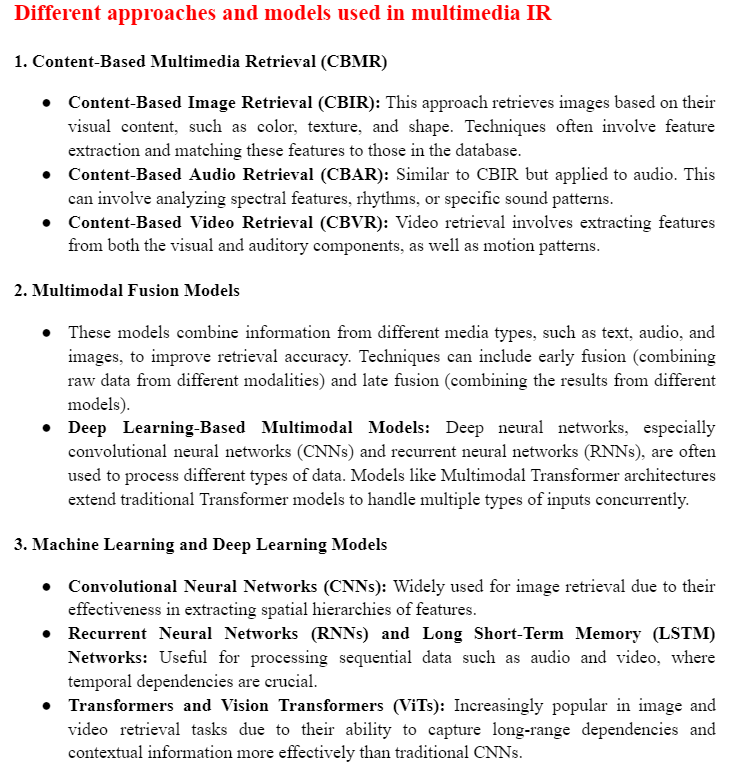 Different approaches and models used in multimedia IR
1. Content-Based Multimedia Retrieval (CBMR)
● Content-Based Image Retrieval (CBIR): This approach retrieves images based on their
visual content, such as color, texture, and shape. Techniques often involve feature
extraction and matching these features to those in the database.
● Content-Based Audio Retrieval (CBAR): Similar to CBIR but applied to audio. This
can involve analyzing spectral features, rhythms, or specific sound patterns.
● Content-Based Video Retrieval (CBVR): Video retrieval involves extracting features
from both the visual and auditory components, as well as motion patterns.
2. Multimodal Fusion Models
● These models combine information from different media types, such as text, audio, and
images, to improve retrieval accuracy. Techniques can include early fusion (combining
raw data from different modalities) and late fusion (combining the results from different
models).
● Deep Learning-Based Multimodal Models: Deep neural networks, especially
convolutional neural networks (CNNs) and recurrent neural networks (RNNs), are often
used to process different types of data. Models like Multimodal Transformer architectures
extend traditional Transformer models to handle multiple types of inputs concurrently.
3. Machine Learning and Deep Learning Models
● Convolutional Neural Networks (CNNs): Widely used for image retrieval due to their
effectiveness in extracting spatial hierarchies of features.
● Recurrent Neural Networks (RNNs) and Long Short-Term Memory (LSTM)
Networks: Useful for processing sequential data such as audio and video, where
temporal dependencies are crucial.
● Transformers and Vision Transformers (ViTs): Increasingly popular in image and
video retrieval tasks due to their ability to capture long-range dependencies and
contextual information more effectively than traditional CNNs.